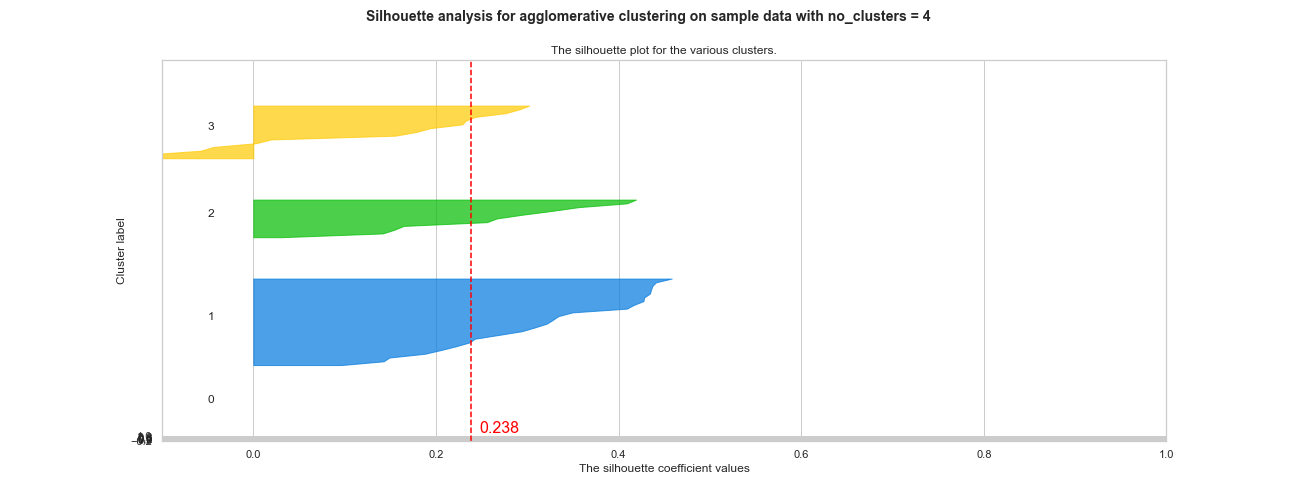 Silhouette analysis for agglomerative clustering on sample data with no_clusters = 4
The silhouette plot for the various clusters.
3
2
Cluster label
1
0
0.238
0.0 0.2 0.4 0.6 0.8 1.0
The silhouette coefficient values